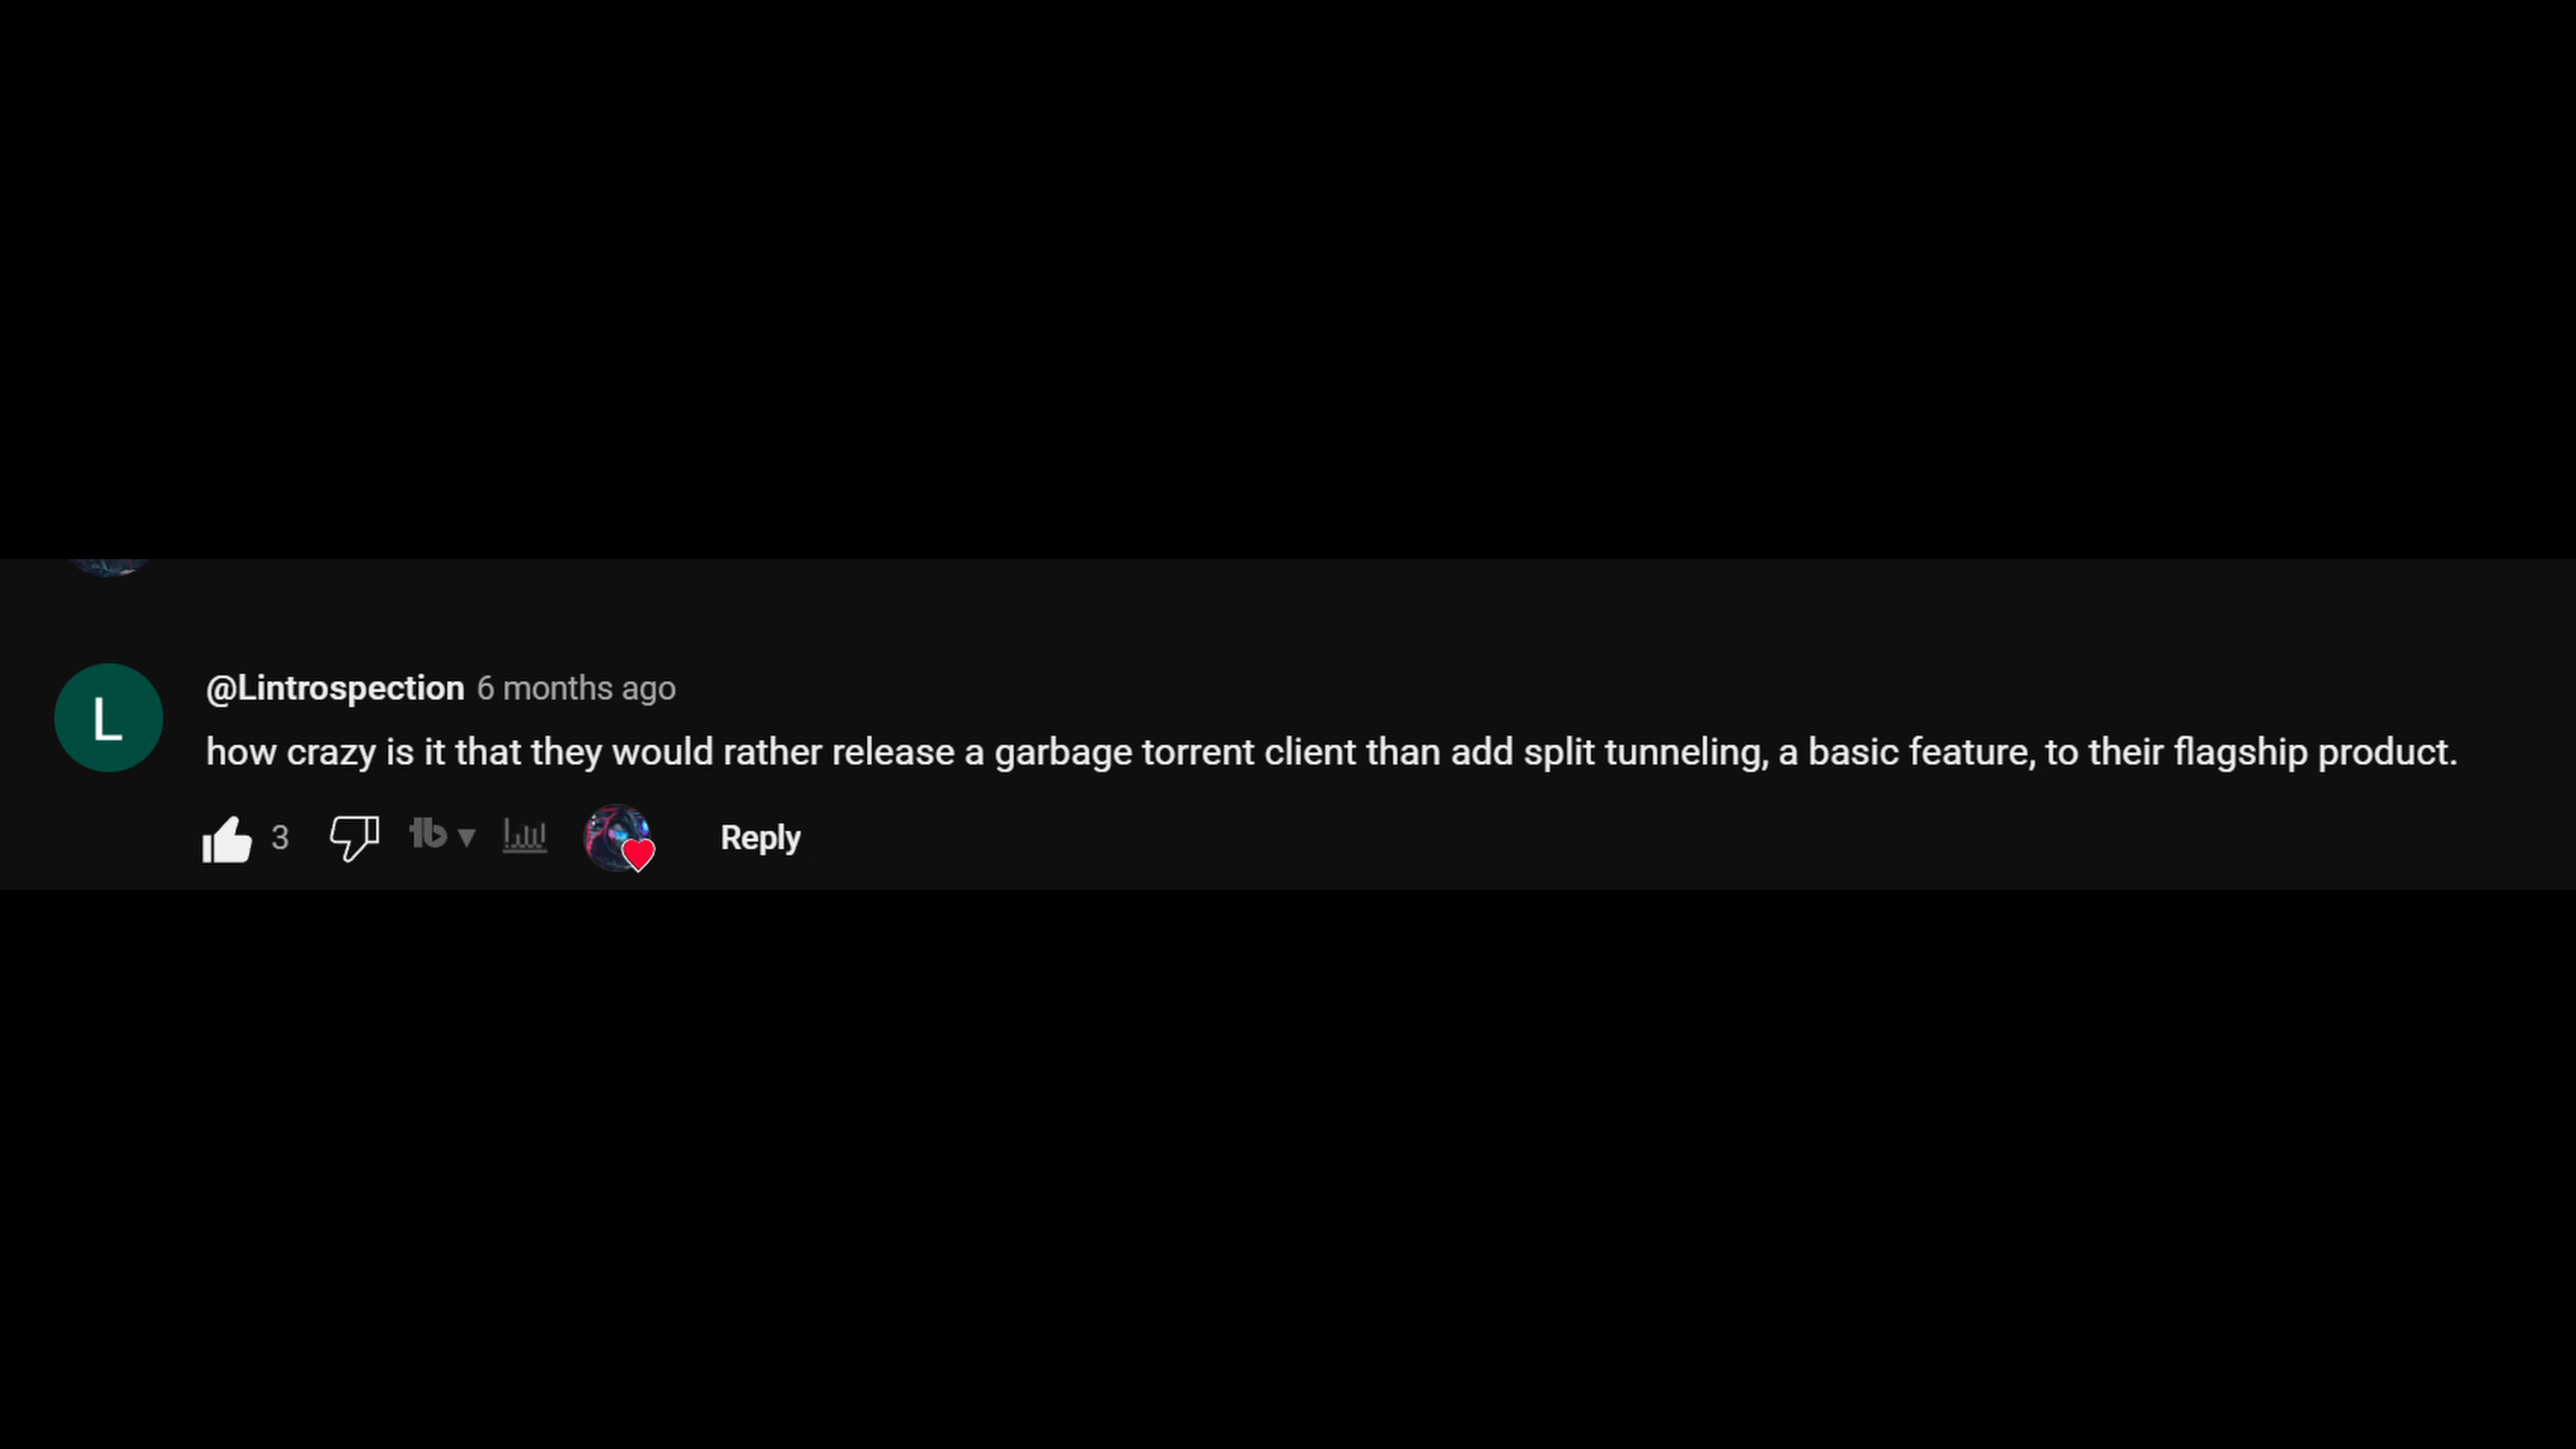 L
@Lintrospection 6 months ago
how crazy is it that they would rather release a garbage torrent client than add split tunneling, a basic feature, to their flagship product.
3 tb Reply